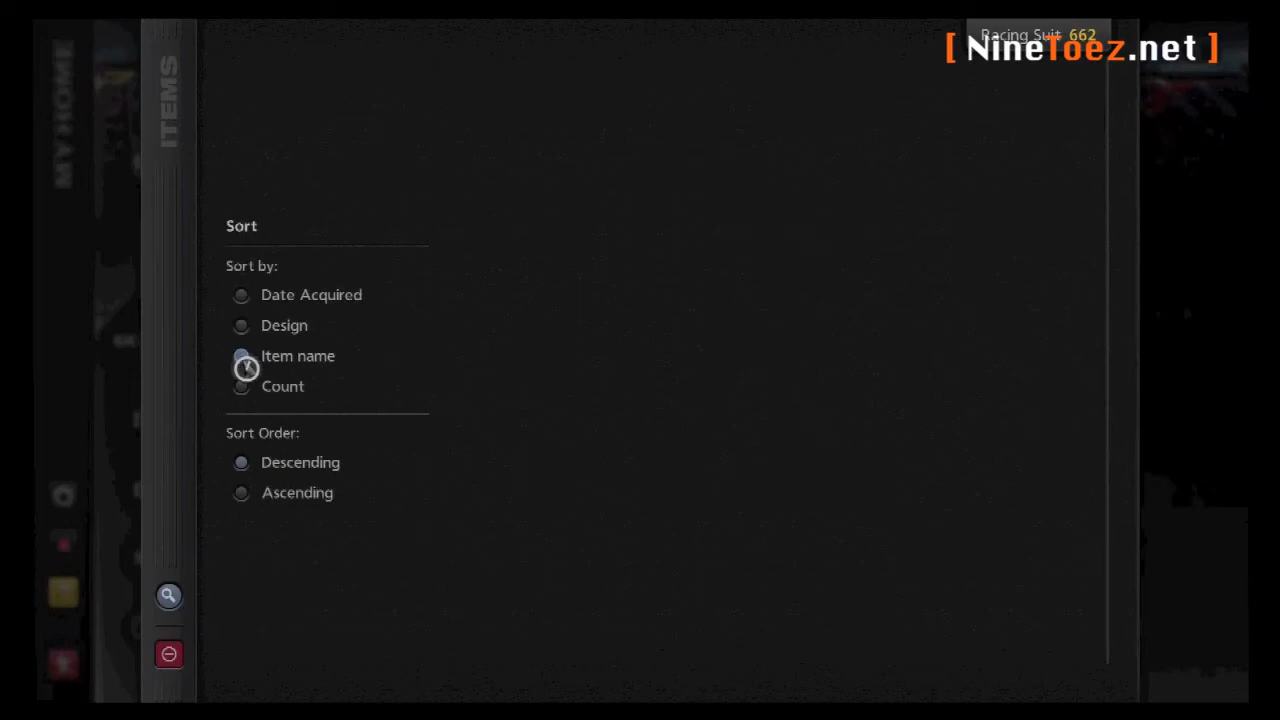 MY HOME
ITEMS
Racing Suit 662
[ NineToez.net ]
Sort
Sort by:
Date Acquired
Design
Item name
Count
Sort Order:
Descending
Ascending